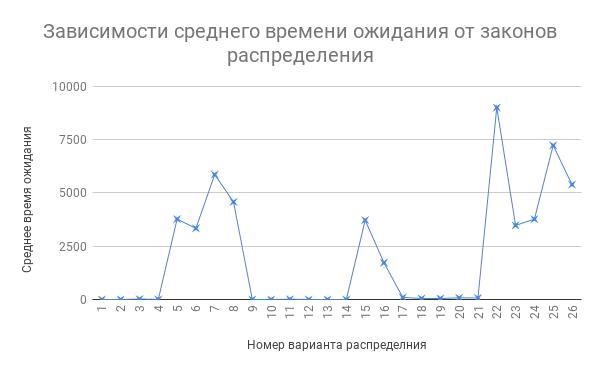 Зависимости среднего времени ожидания от законов
распределения
Среднее время ожидания
10000
7500
5000
2500
0
1 2 3 4 5 6 7 8 9 10 11 12 13 14 15 16 17 18 19 20 21 22 23 24 25 26
Номер варианта распределния